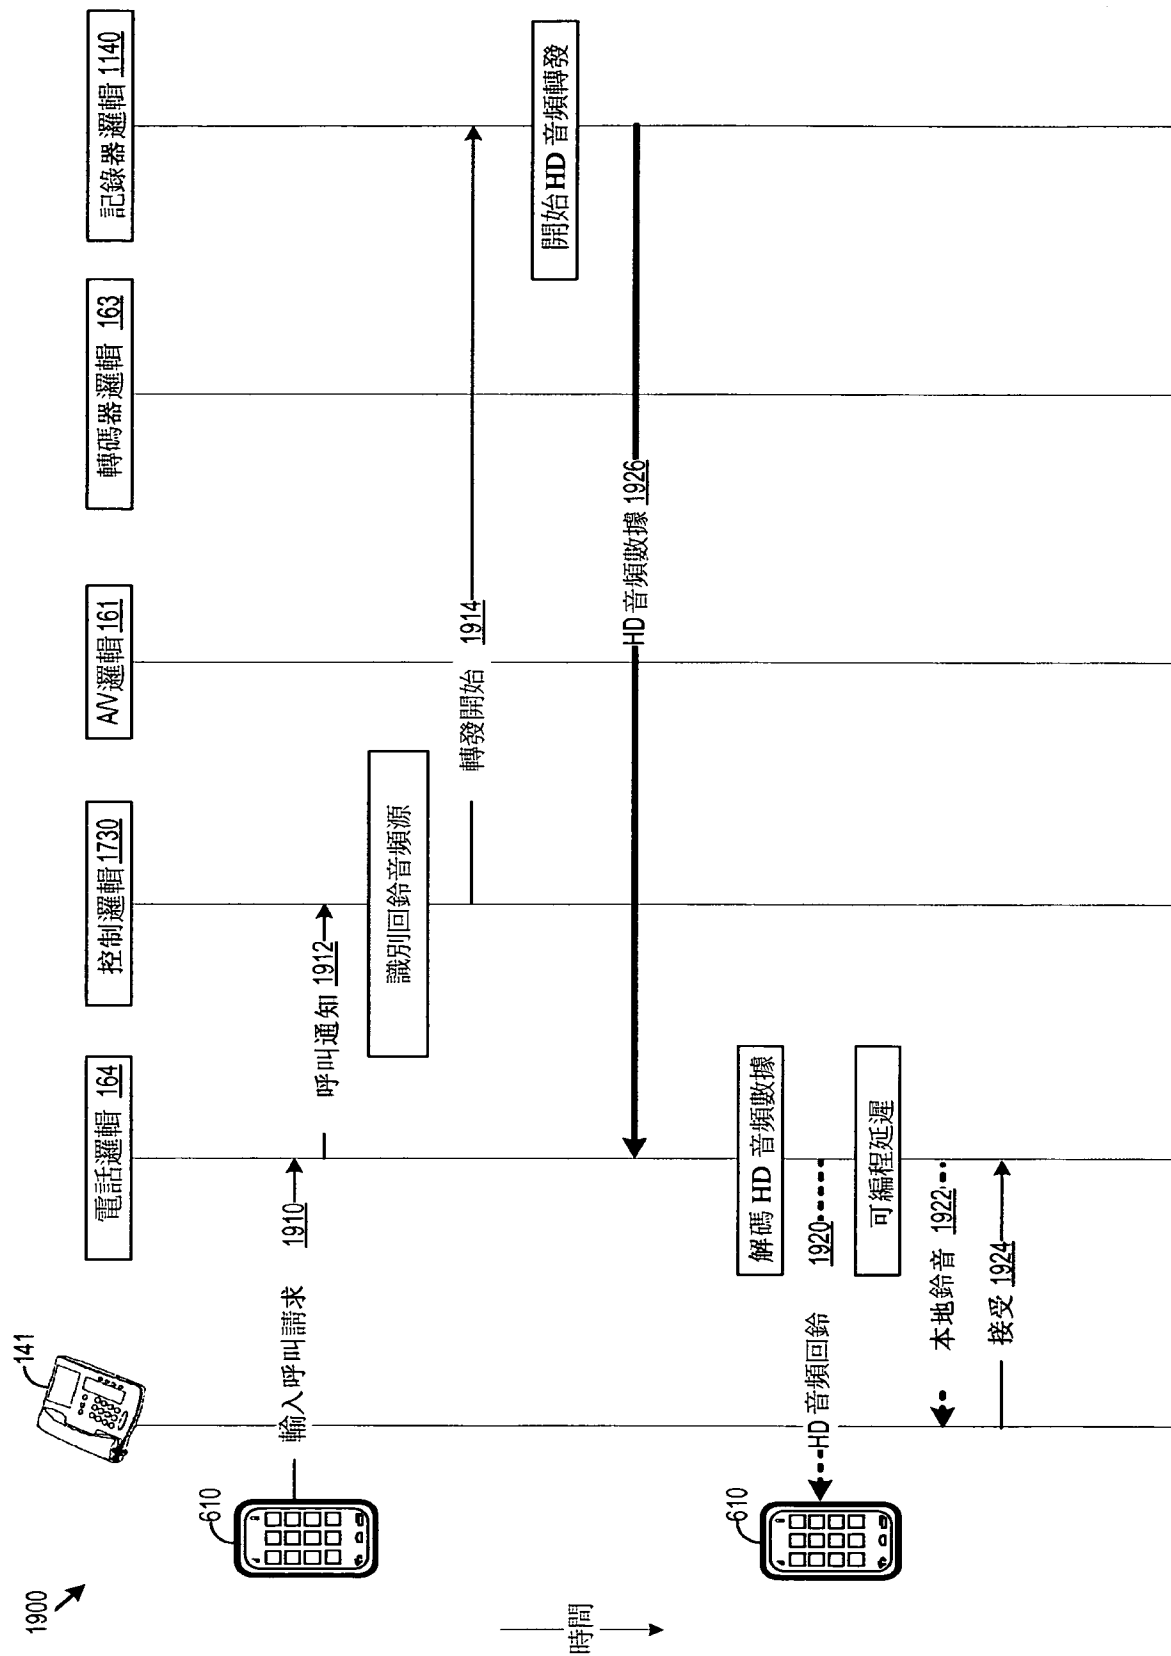 1900
610
141
電話邏輯 164
控制邏輯 1730
A/V邏輯 161
轉碼器邏輯 163
記錄器邏輯 1140
輸入呼叫請求 1910
呼叫通知 1912
識別回鈴音頻源
轉發開始 1914
開始HD 音頻轉發
HD 音頻數據 1926
解碼 HD 音頻數據
610
HD 音頻回鈴 1920
可編程延遲
本地鈴音 1922
接受 1924
時間